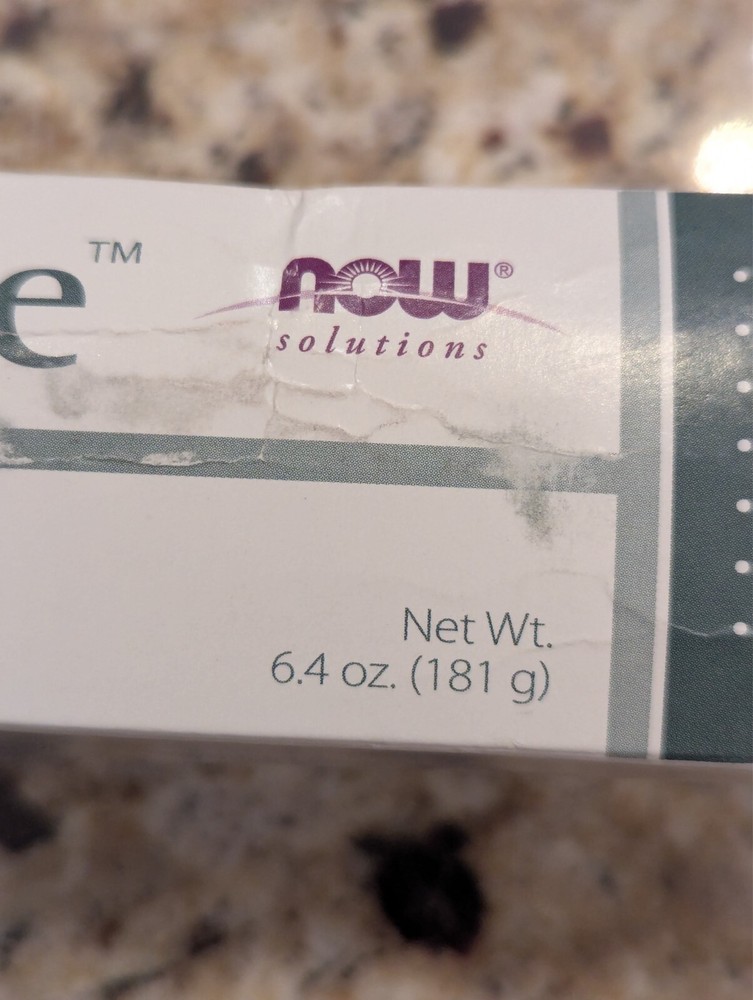 e™
now®
solutions
Net Wt.
6.4 oz. (181 g)